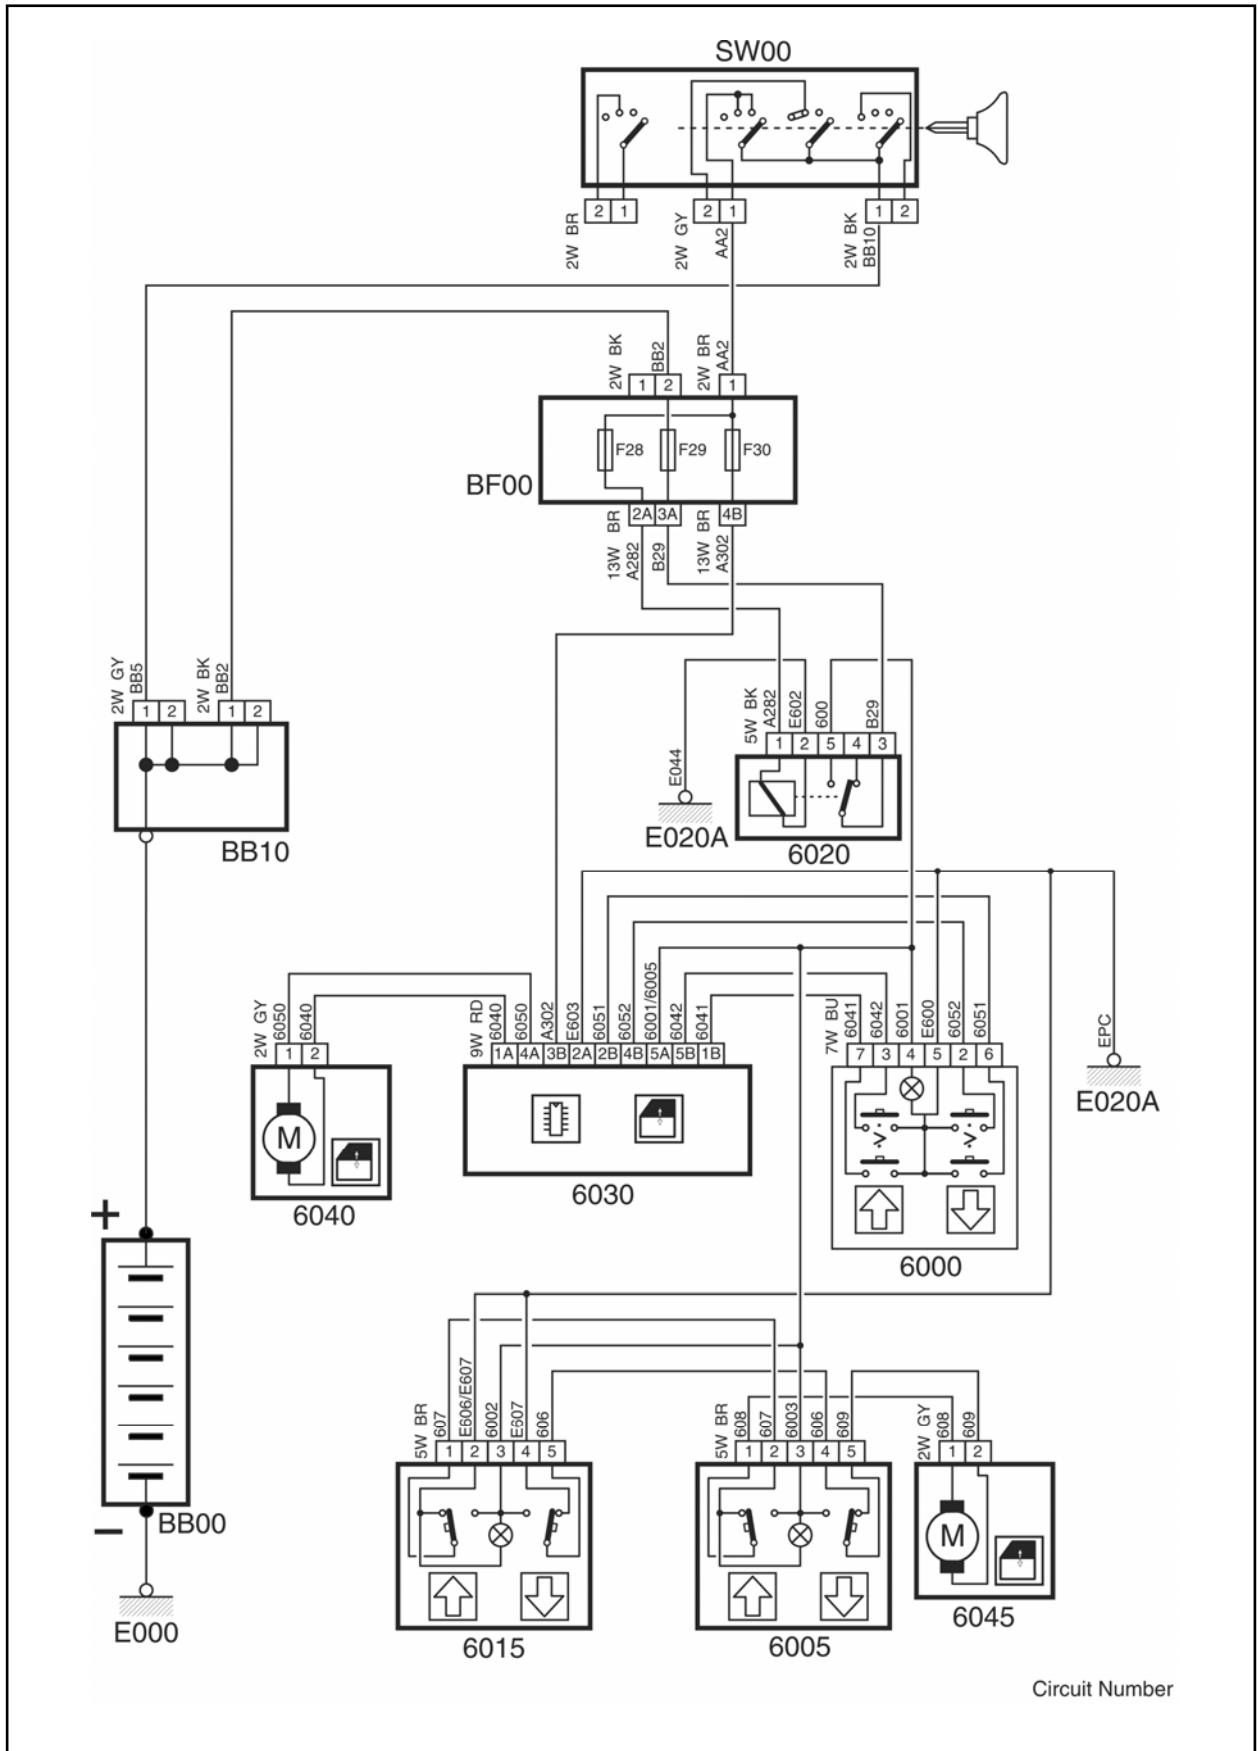 SW00
2 1 2 1 1 2
2W BR
2W GY
AA2
2W BK
BB10
2W BK
BB2
2W BR
AA2
1 2 1
F28 F29 F30
BF00
2A 3A 4B
13W BR
A282
B29
13W BR
A302
2W GY
BB5
2W BK
BB2
1 2 1 2
BB10
5W BK
A282
E602
600
B29
1 2 5 4 3
E044
E020A
6020
2W GY
6050
6040
1 2
M
6040
9W RD
6040
6050
A302
E603
6051
6052
6001/6005
6042
6041
1A 4A 3B 2A 2B 4B 5A 5B 1B
6030
7W BU
6041
6042
6001
E600
6052
6051
7 3 4 5 2 6
6000
EPC
E020A
+
−
BB00
E000
5W BR
607
E606/E607
6002
E607
606
1 2 3 4 5
6015
5W BR
608
607
6003
606
609
1 2 3 4 5
6005
2W GY
608
609
1 2
M
6045
Circuit Number